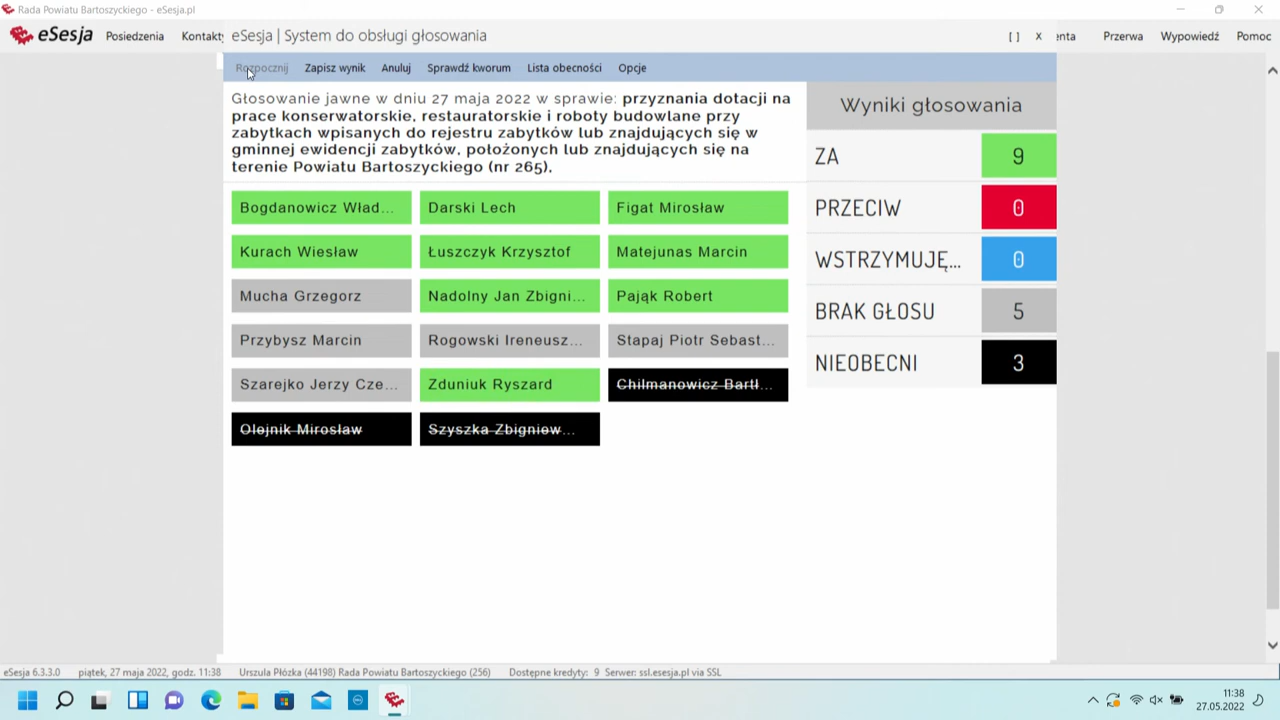 Rada Powiatu Bartoszyckiego - eSesja.pl
eSesja Posiedzenia Kontakty eSesja | System do obsługi głosowania [ ] x enta Przerwa Wypowiedź Pomoc
Rozpocznij Zapisz wynik Anuluj Sprawdź kworum Lista obecności Opcje
Głosowanie jawne w dniu 27 maja 2022 w sprawie: przyznania dotacji na
prace konserwatorskie, restauratorskie i roboty budowlane przy
zabytkach wpisanych do rejestru zabytków lub znajdujących się w
gminnej ewidencji zabytków, położonych lub znajdujących się na
terenie Powiatu Bartoszyckiego (nr 265).
Bogdanowicz Wład... Darski Lech Figat Mirosław
Kurach Wiesław Łuszczyk Krzysztof Matejunas Marcin
Mucha Grzegorz Nadolny Jan Zbigni... Pająk Robert
Przybysz Marcin Rogowski Ireneusz... Stapaj Piotr Sebast...
Szarejko Jerzy Cze... Zduniuk Ryszard Chilmanowicz Bartł...
Olejnik Mirosław Szyszka Zbigniew...
Wyniki głosowania
ZA 9
PRZECIW 0
WSTRZYMUJĘ... 0
BRAK GŁOSU 5
NIEOBECNI 3
eSesja 6.3.3.0 piątek, 27 maja 2022, godz. 11:38 Urszula Płózka (44198) Rada Powiatu Bartoszyckiego (256) Dostępne kredyty: 9 Serwer: ssl.esesja.pl via SSL
11:38
27.05.2022